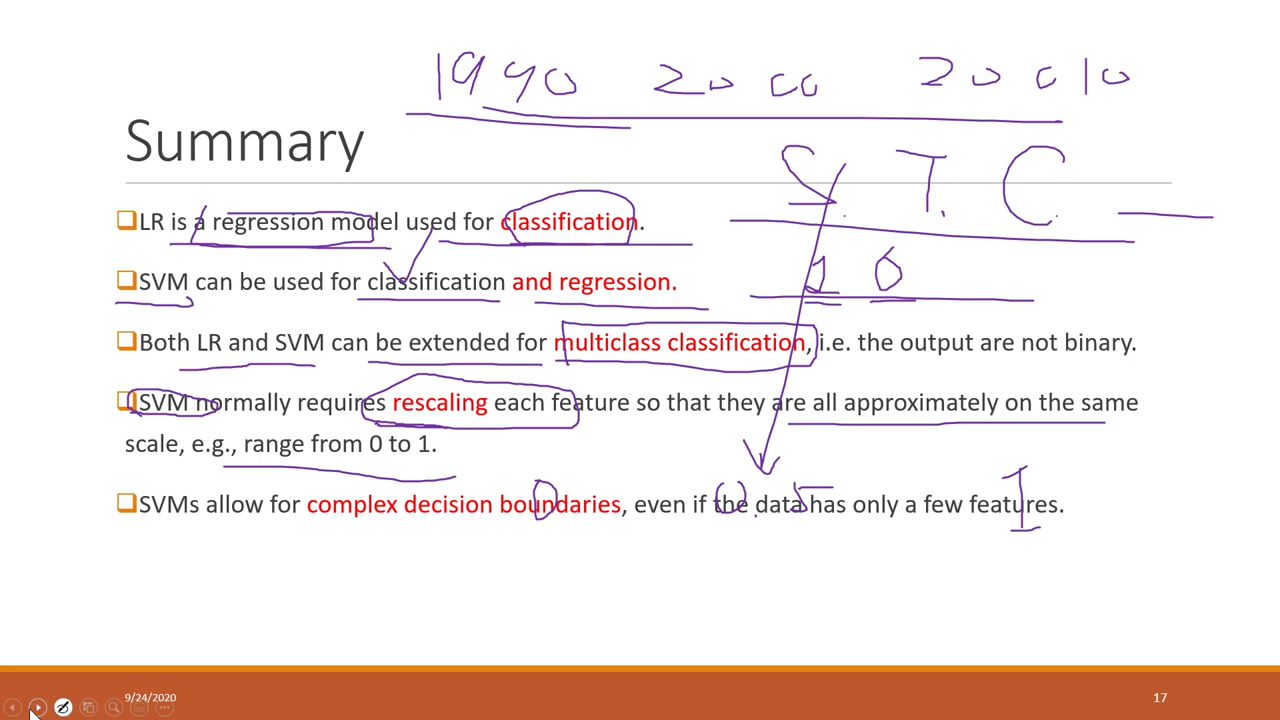 1990 2000 20010
Summary
S. T. C.
❑LR is a regression model used for classification.
❑SVM can be used for classification and regression.
1 0
❑Both LR and SVM can be extended for multiclass classification, i.e. the output are not binary.
❑SVM normally requires rescaling each feature so that they are all approximately on the same
scale, e.g., range from 0 to 1.
❑SVMs allow for complex decision boundaries, even if the data has only a few features.
0 0.5 1
9/24/2020
17